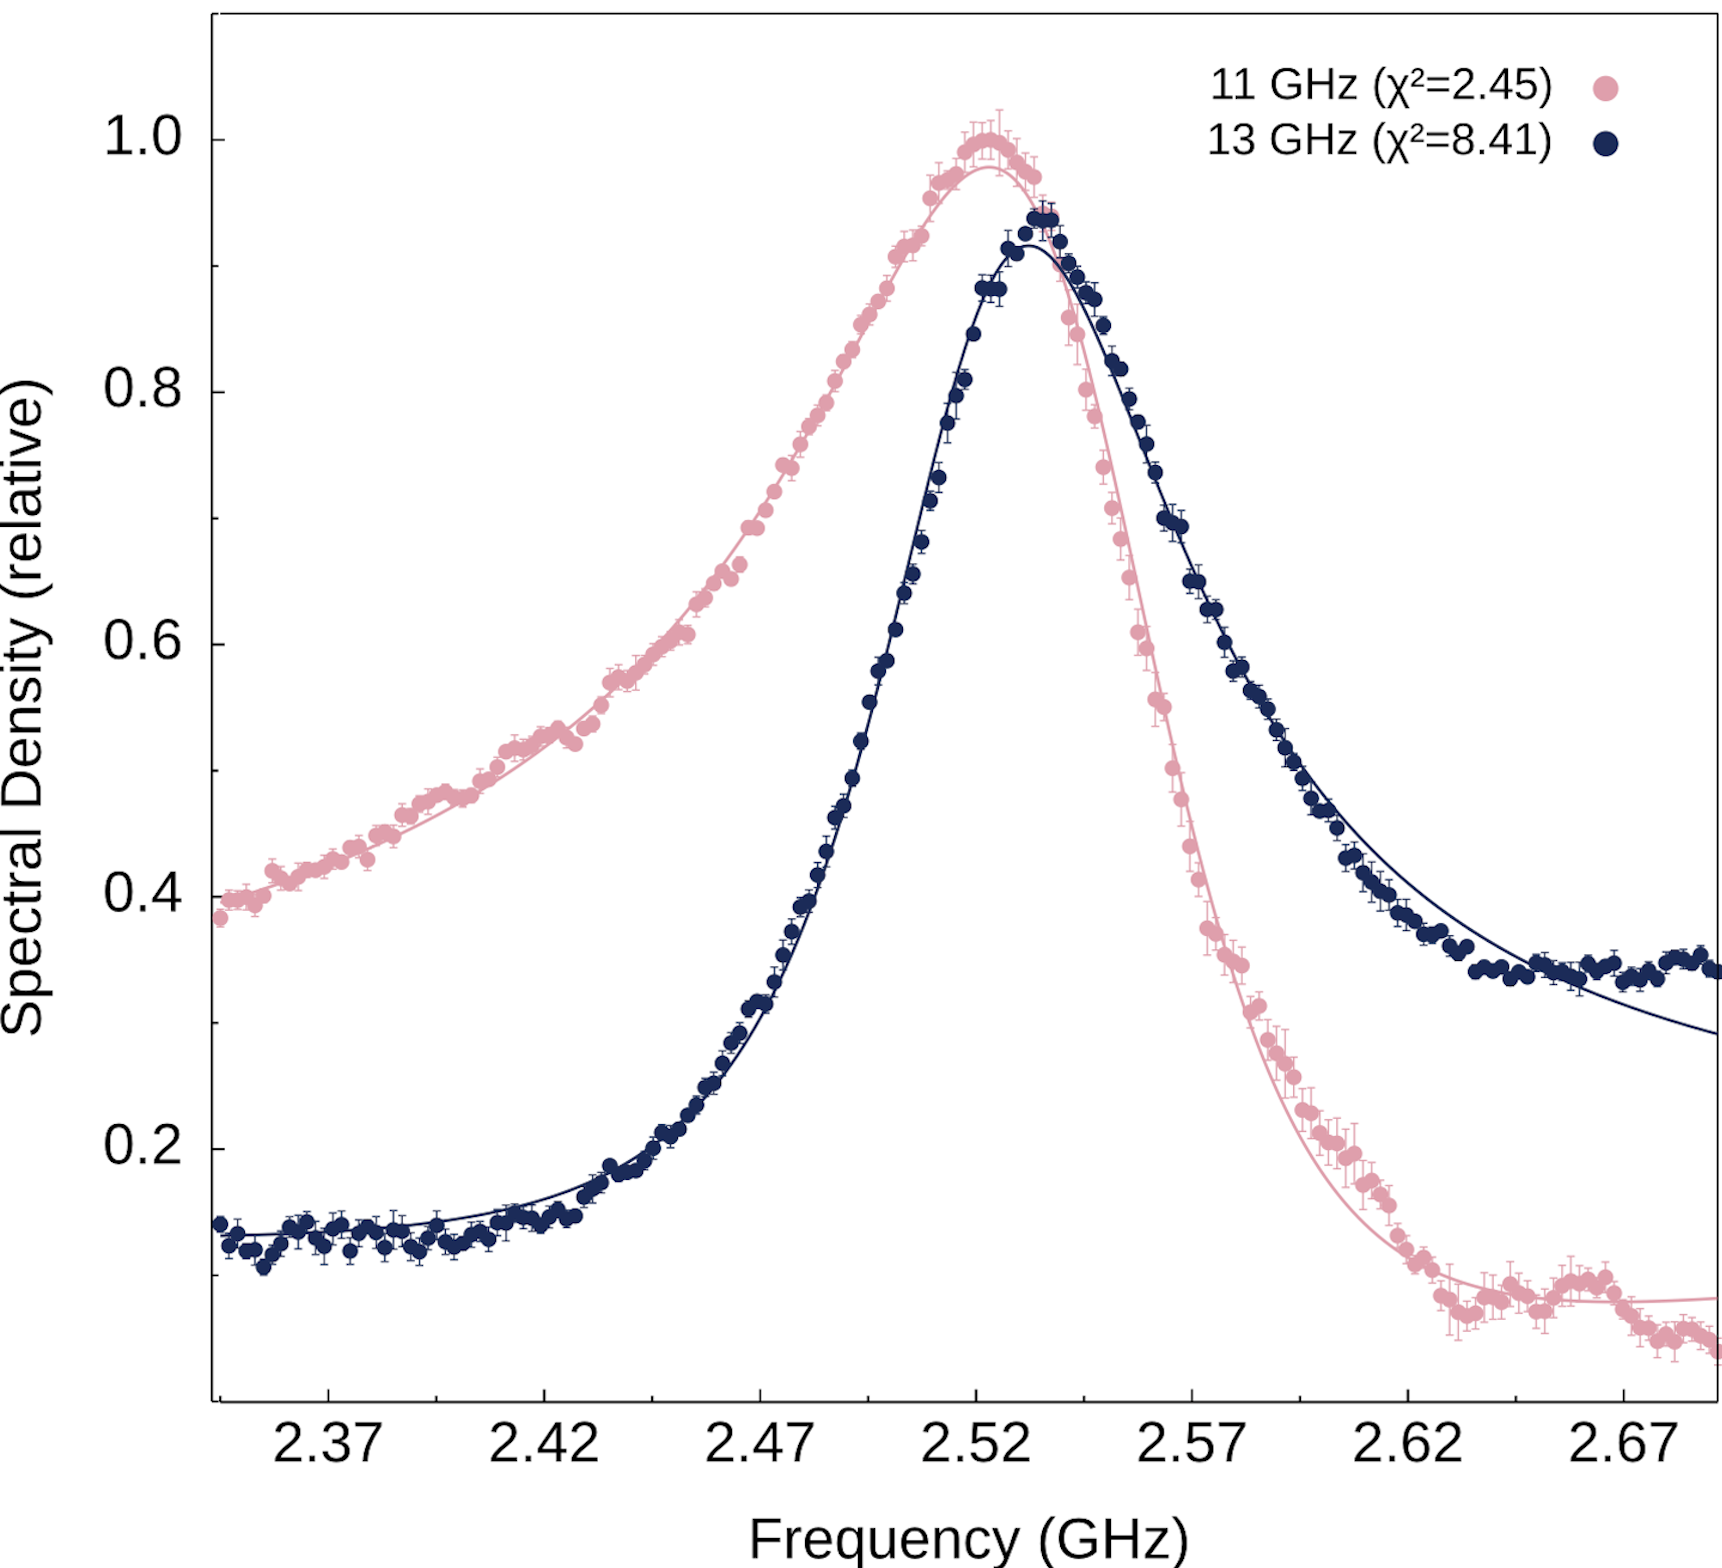 11 GHz (χ²=2.45)
13 GHz (χ²=8.41)
1.0
0.8
0.6
0.4
0.2
Spectral Density (relative)
2.37 2.42 2.47 2.52 2.57 2.62 2.67
Frequency (GHz)